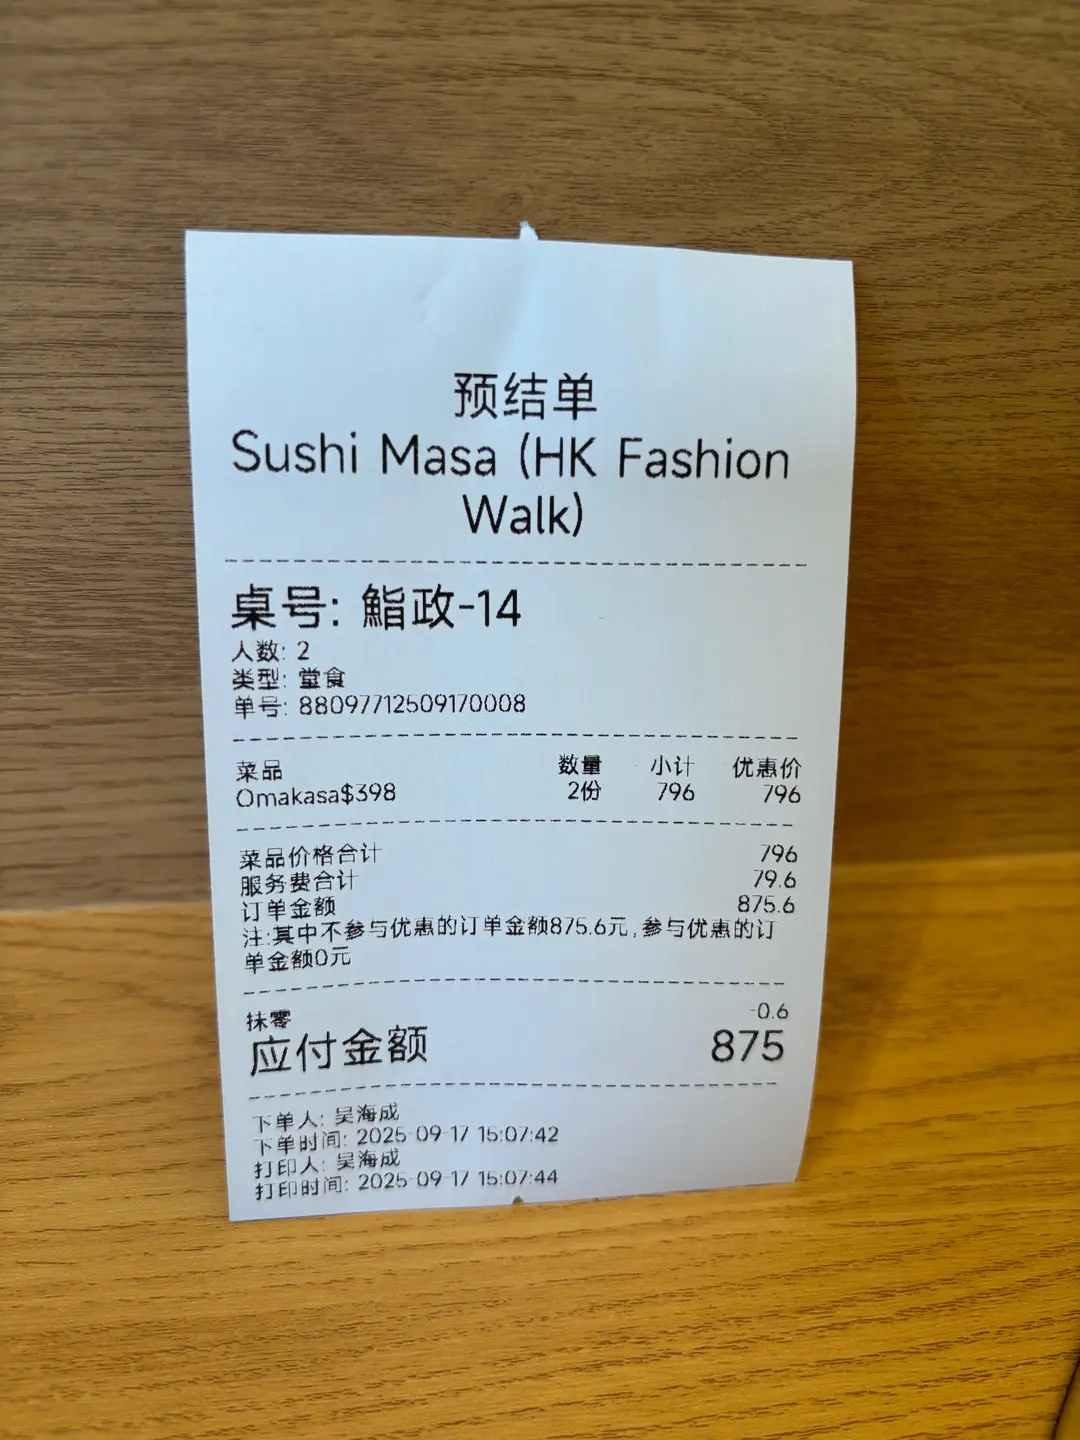 预结单
Sushi Masa (HK Fashion
Walk)
桌号: 鮨政-14
人数: 2
类型: 堂食
单号: 88097712509170008
菜品 数量 小计 优惠价
Omakasa$398 2份 796 796
菜品价格合计 796
服务费合计 79.6
订单金额 875.6
注:其中不参与优惠的订单金额875.6元,参与优惠的订
单金额0元
抹零 -0.6
应付金额 875
下单人: 吴海成
下单时间: 2025-09-17 15:07:42
打印人: 吴海成
打印时间: 2025-09-17 15:07:44